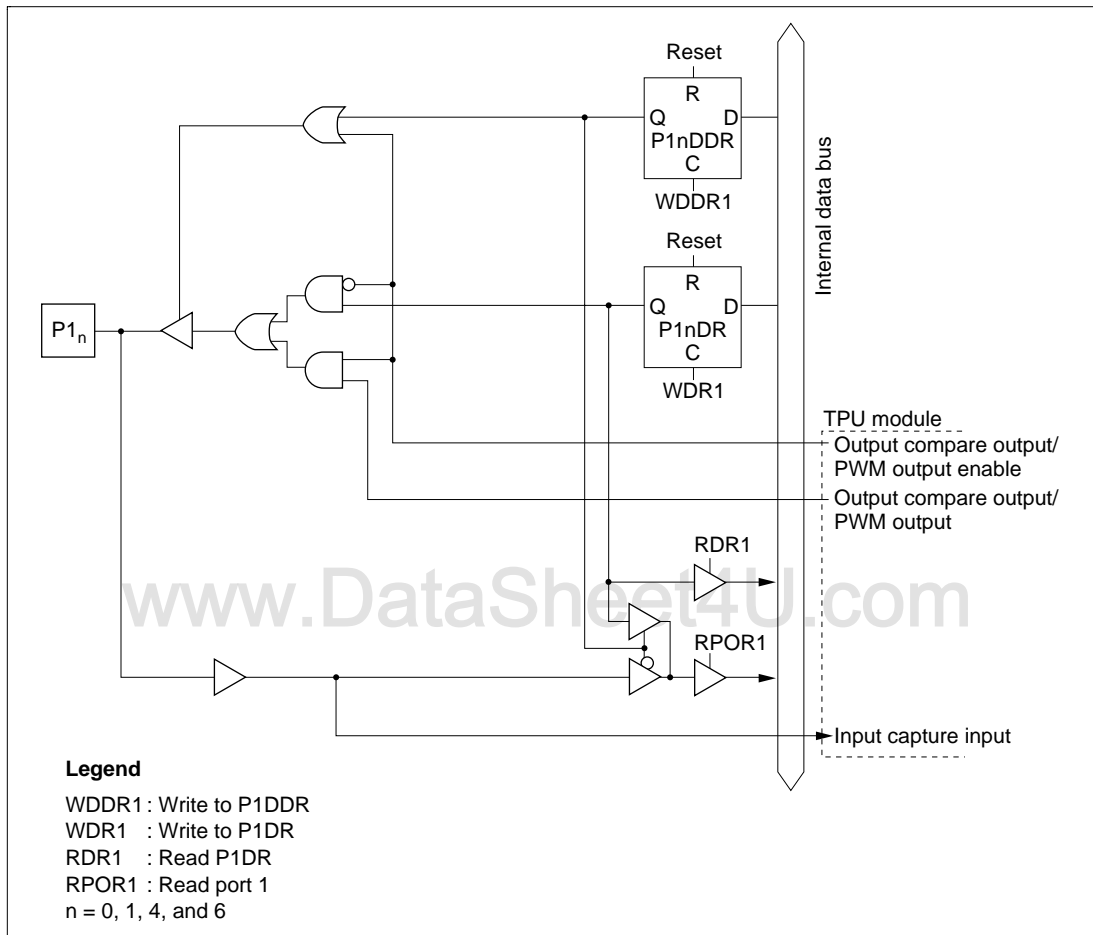 Reset
R
Q D
P1nDDR
C
WDDR1
Internal data bus
Reset
R
Q D
P1nDR
C
WDR1
P1n
TPU module
Output compare output/
PWM output enable
Output compare output/
PWM output
RDR1
www.DataSheet4U.com
RPOR1
Input capture input
Legend
WDDR1 : Write to P1DDR
WDR1 : Write to P1DR
RDR1 : Read P1DR
RPOR1 : Read port 1
n = 0, 1, 4, and 6